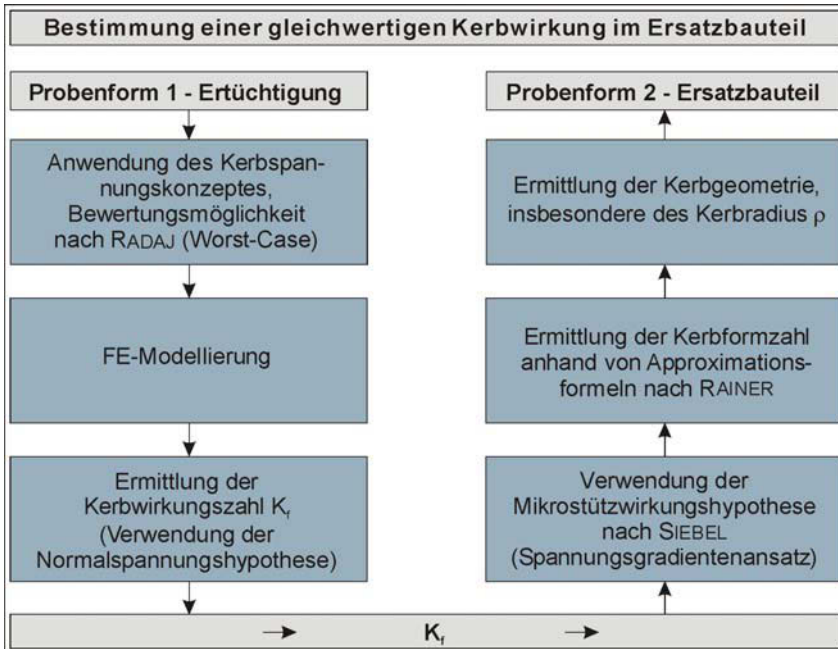 Bestimmung einer gleichwertigen Kerbwirkung im Ersatzbauteil
Probenform 1 - Ertüchtigung
Anwendung des Kerbspan-
nungskonzeptes,
Bewertungsmöglichkeit
nach RADAJ (Worst-Case)
FE-Modellierung
Ermittlung der
Kerbwirkungszahl Kf
(Verwendung der
Normalspannungshypothese)
Kf
Verwendung der
Mikrostützwirkungshypothese
nach SIEBEL
(Spannungsgradientenansatz)
Ermittlung der Kerbformzahl
anhand von Approximations-
formeln nach RAINER
Ermittlung der Kerbgeometrie,
insbesondere des Kerbradius ρ
Probenform 2 - Ersatzbauteil